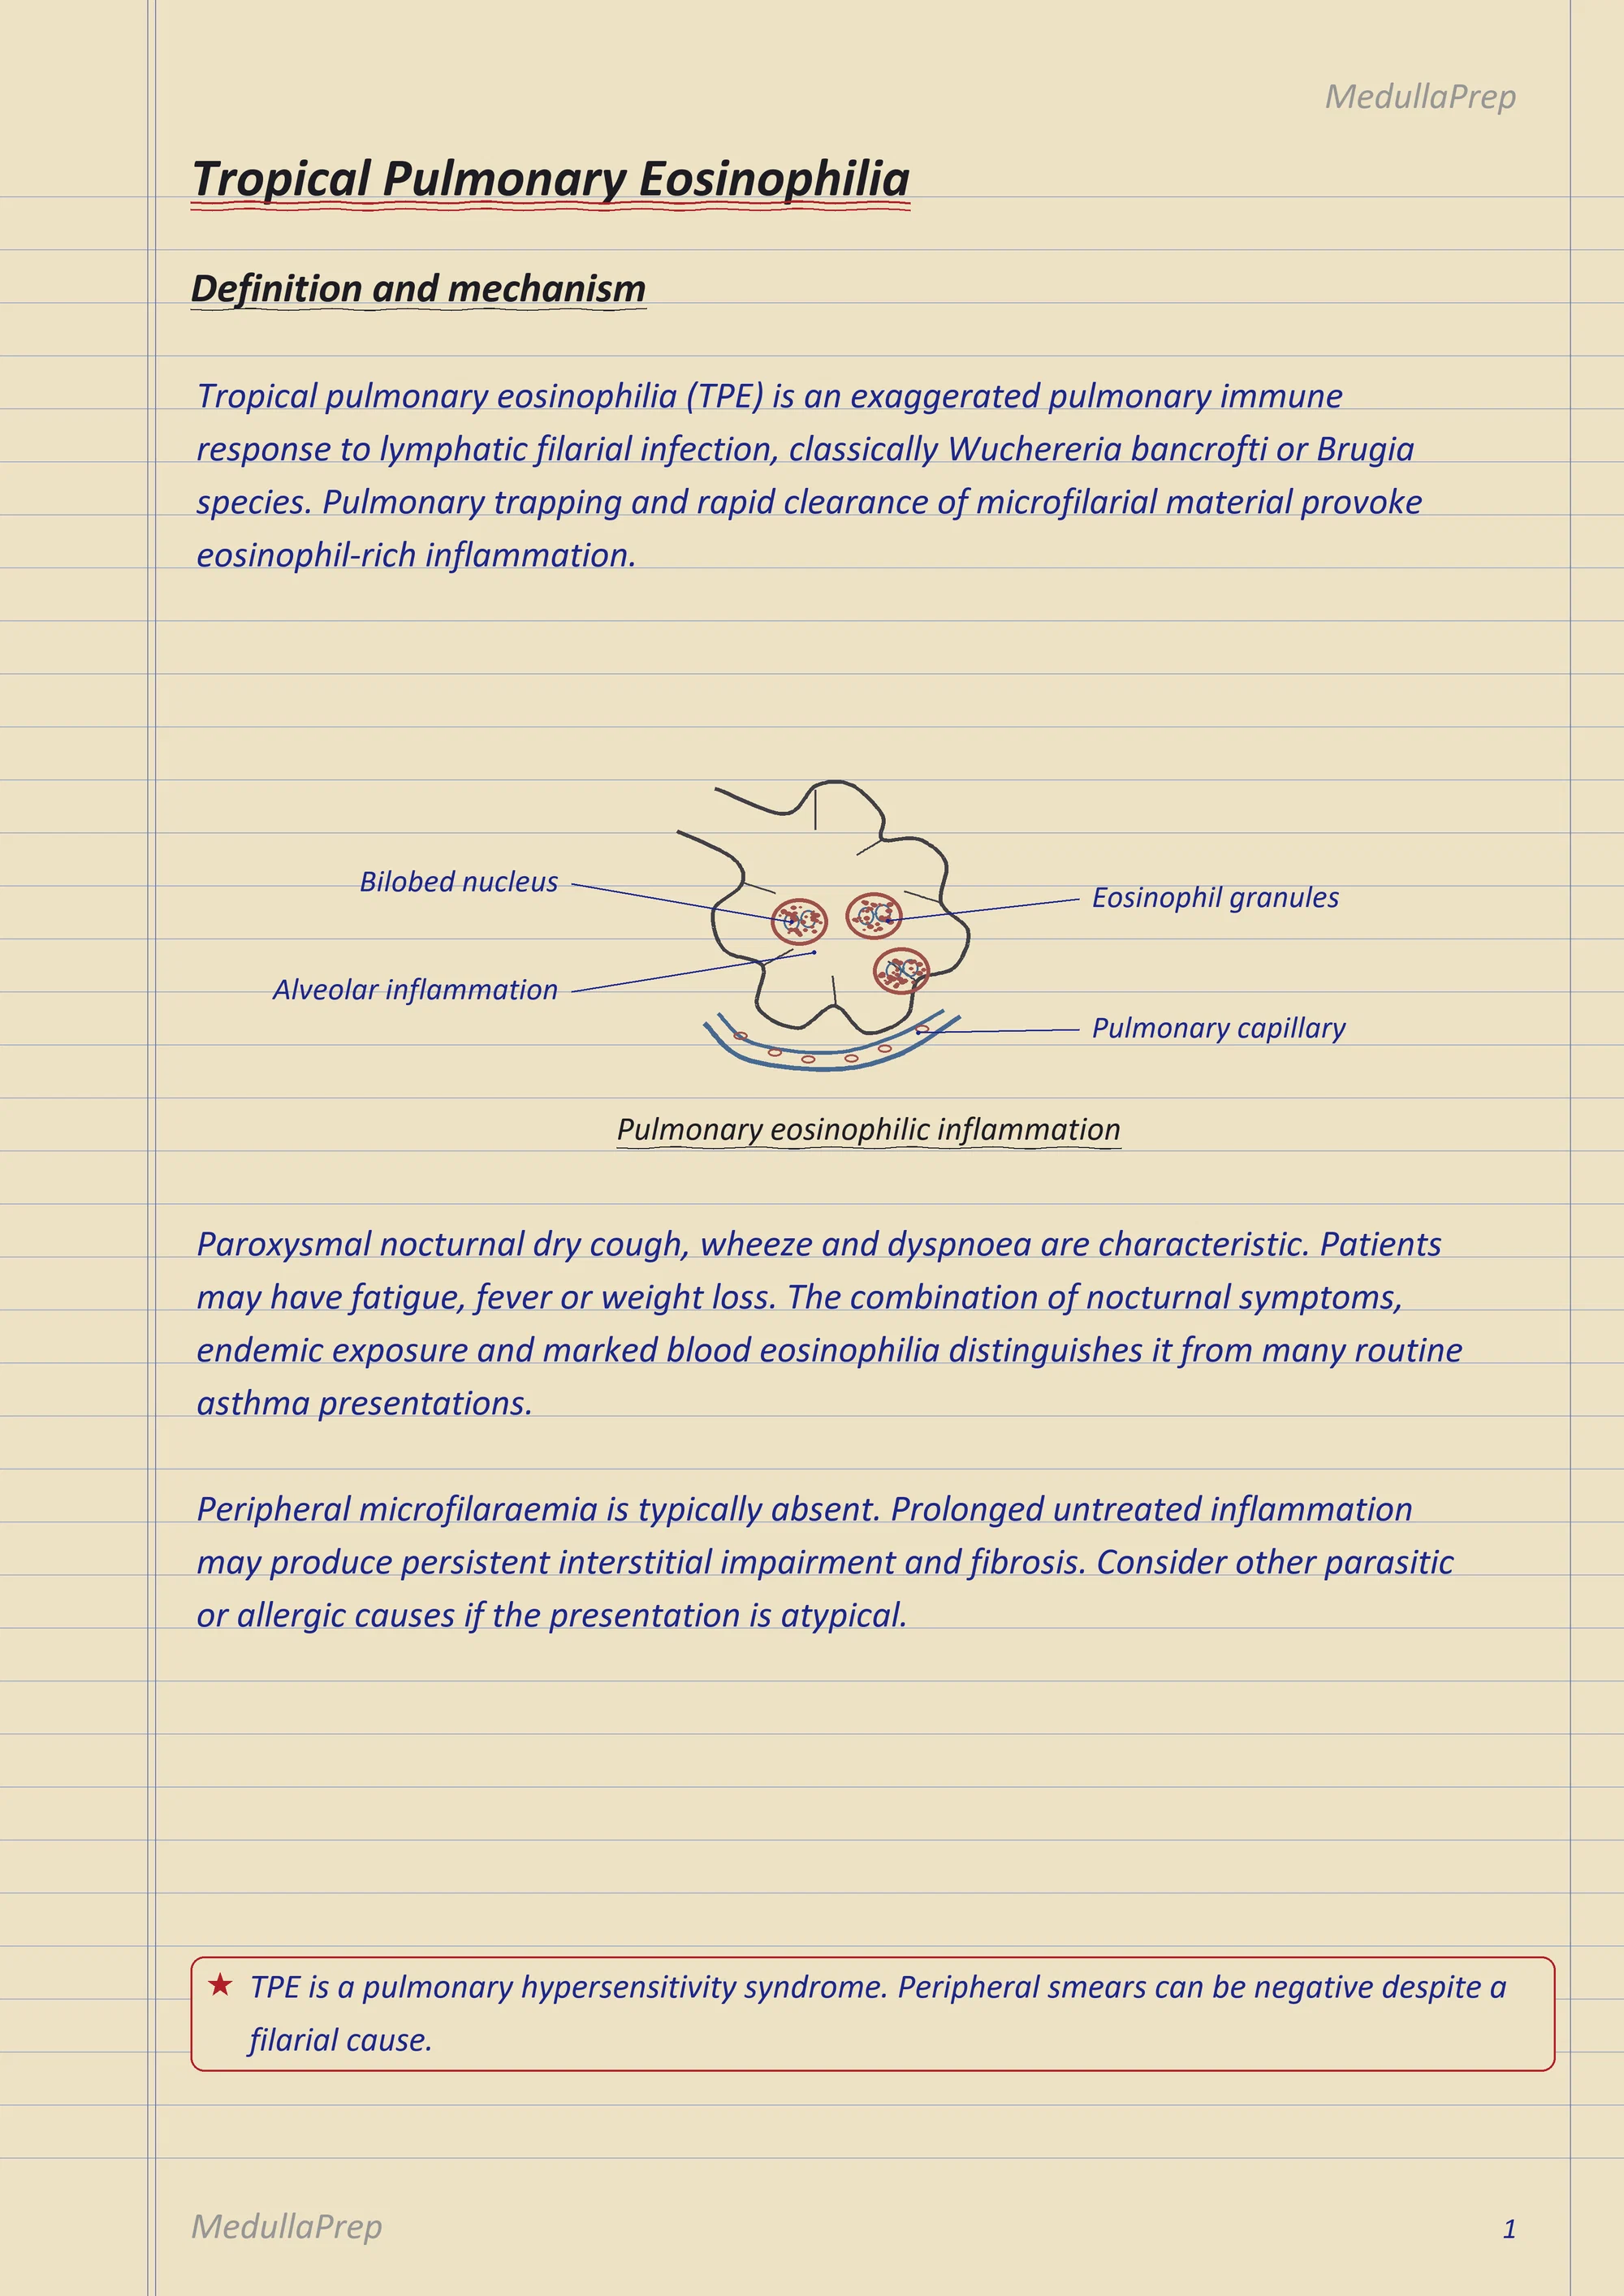 MedullaPrep
Tropical Pulmonary Eosinophilia
Definition and mechanism
Tropical pulmonary eosinophilia (TPE) is an exaggerated pulmonary immune
response to lymphatic filarial infection, classically Wuchereria bancrofti or Brugia
species. Pulmonary trapping and rapid clearance of microfilarial material provoke
eosinophil-rich inflammation.
Bilobed nucleus
Eosinophil granules
Alveolar inflammation
Pulmonary capillary
Pulmonary eosinophilic inflammation
Paroxysmal nocturnal dry cough, wheeze and dyspnoea are characteristic. Patients
may have fatigue, fever or weight loss. The combination of nocturnal symptoms,
endemic exposure and marked blood eosinophilia distinguishes it from many routine
asthma presentations.
Peripheral microfilaraemia is typically absent. Prolonged untreated inflammation
may produce persistent interstitial impairment and fibrosis. Consider other parasitic
or allergic causes if the presentation is atypical.
★ TPE is a pulmonary hypersensitivity syndrome. Peripheral smears can be negative despite a
filarial cause.
MedullaPrep
1